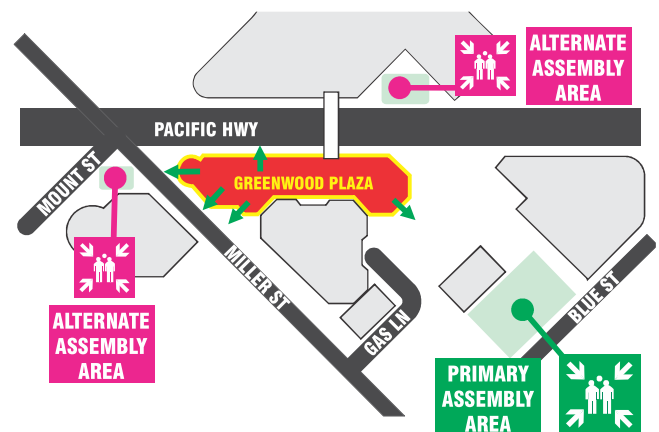 ALTERNATE
ASSEMBLY
AREA
PACIFIC HWY
GREENWOOD PLAZA
MOUNT ST
MILLER ST
GAS LN
BLUE ST
ALTERNATE
ASSEMBLY
AREA
PRIMARY
ASSEMBLY
AREA